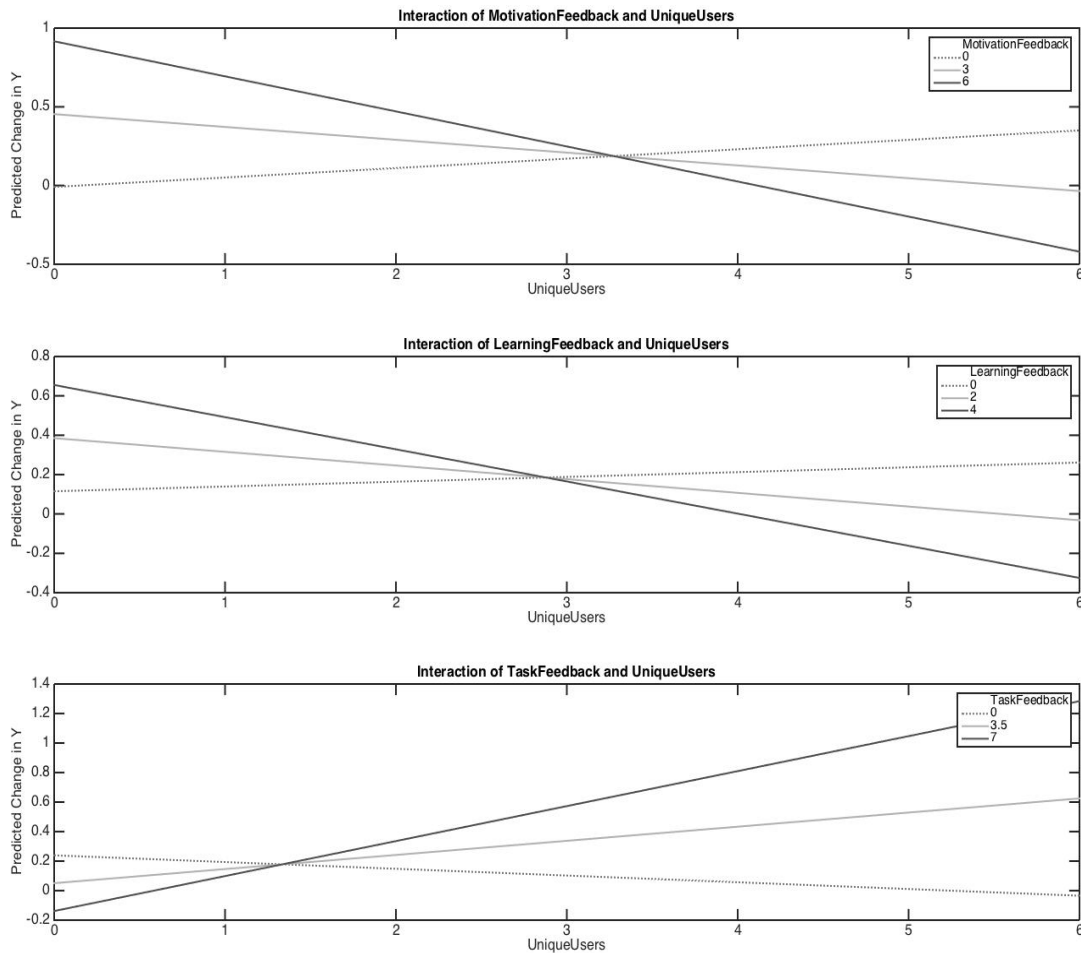 Interaction of MotivationFeedback and UniqueUsers
1
0.5
0
-0.5
Predicted Change in Y
MotivationFeedback
0
3
6
0 1 2 3 4 5 6
UniqueUsers
Interaction of LearningFeedback and UniqueUsers
0.8
0.6
0.4
0.2
0
-0.2
-0.4
Predicted Change in Y
LearningFeedback
0
2
4
0 1 2 3 4 5 6
UniqueUsers
Interaction of TaskFeedback and UniqueUsers
1.4
1.2
1
0.8
0.6
0.4
0.2
0
-0.2
Predicted Change in Y
TaskFeedback
0
3.5
7
0 1 2 3 4 5 6
UniqueUsers